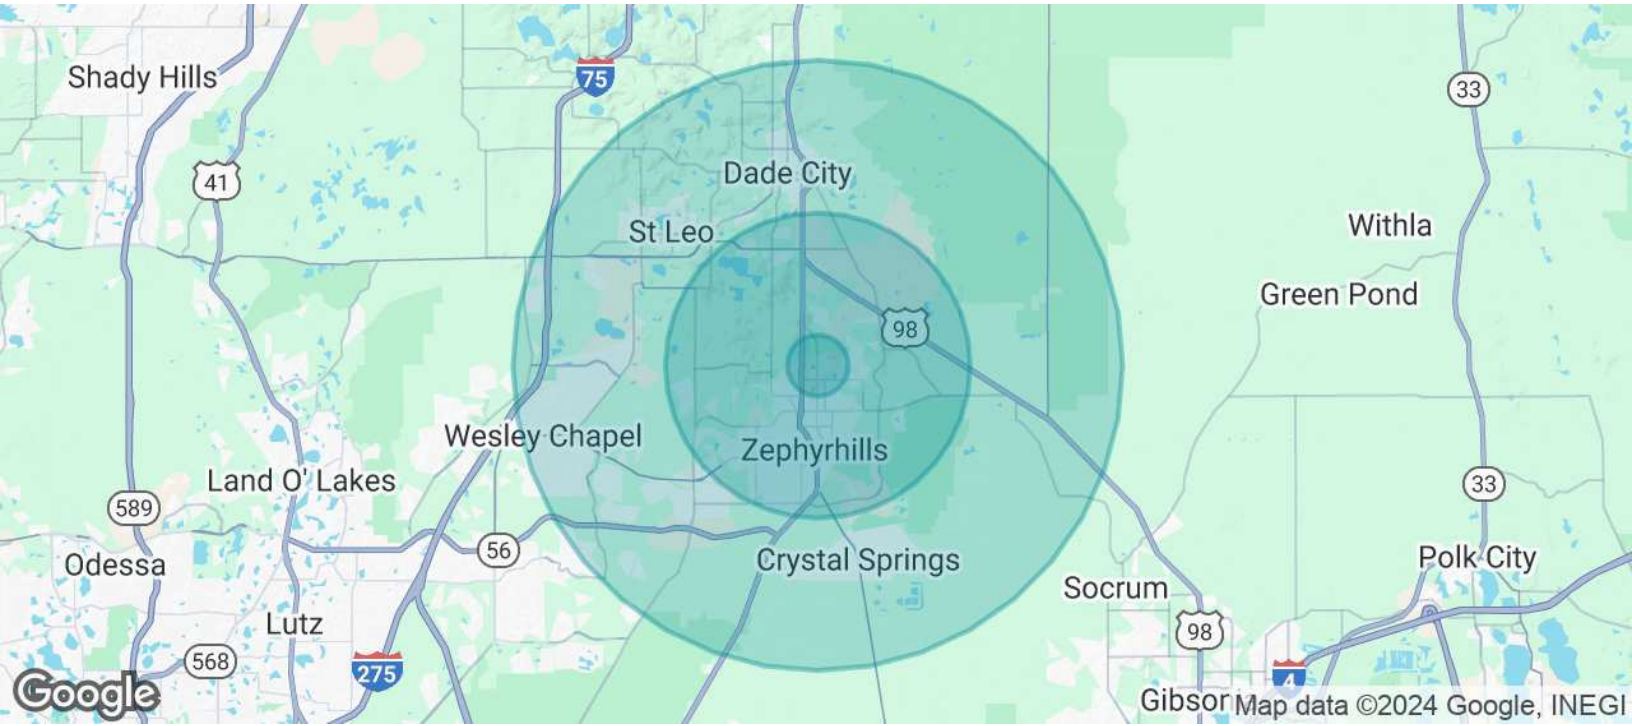 Shady Hills
75
33
Dade City
41
Withla
St Leo
Green Pond
98
Wesley Chapel
Zephyrhills
Land O' Lakes
33
589
56
Odessa
Crystal Springs
Polk City
Socrum
Lutz
98
568
275
4
Google
Gibson
Map data ©2024 Google, INEGI